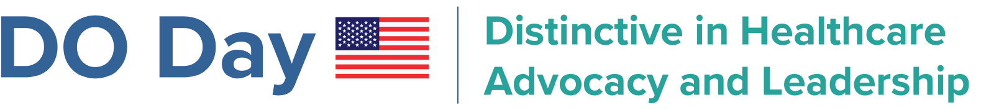 DO Day
Distinctive in Healthcare
Advocacy and Leadership